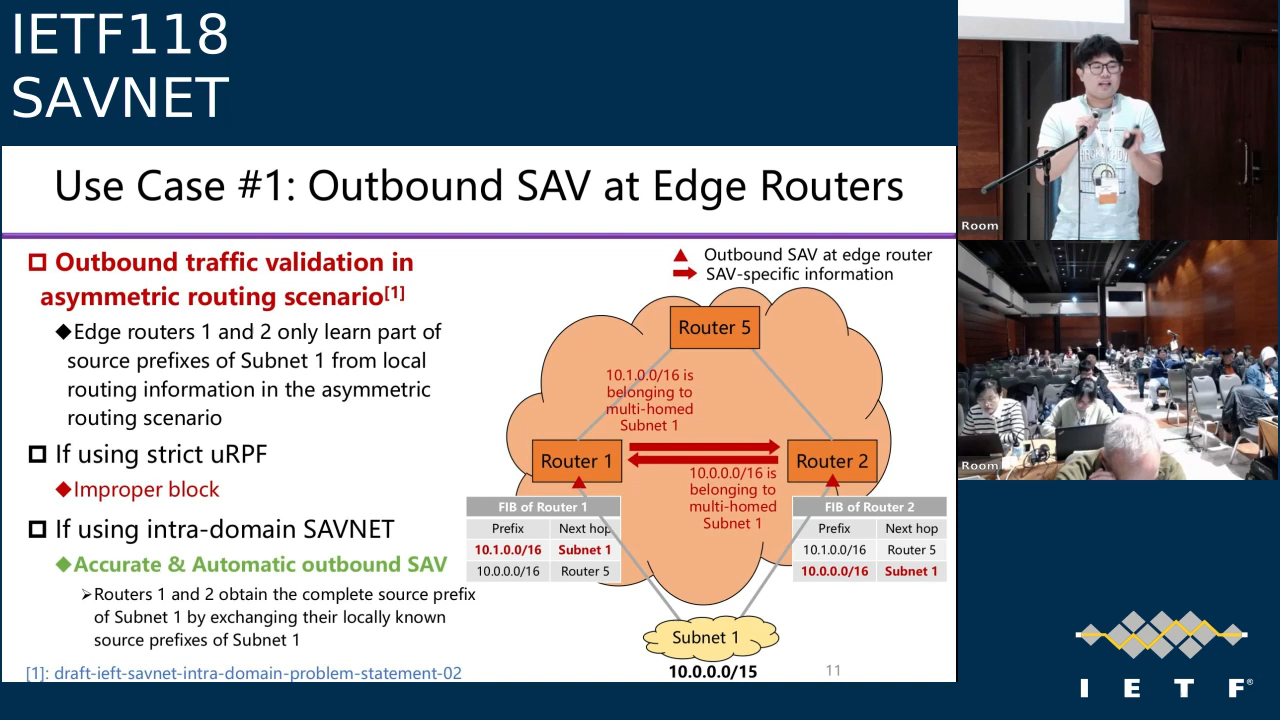 IETF118
SAVNET
Use Case #1: Outbound SAV at Edge Routers
Outbound traffic validation in
asymmetric routing scenario[1]
Edge routers 1 and 2 only learn part of
source prefixes of Subnet 1 from local
routing information in the asymmetric
routing scenario
If using strict uRPF
Improper block
If using intra-domain SAVNET
Accurate & Automatic outbound SAV
Routers 1 and 2 obtain the complete source prefix
of Subnet 1 by exchanging their locally known
source prefixes of Subnet 1
[1]: draft-ieft-savnet-intra-domain-problem-statement-02
Outbound SAV at edge router
SAV-specific information
Router 5
10.1.0.0/16 is
belonging to
multi-homed
Subnet 1
Router 1
Router 2
10.0.0.0/16 is
belonging to
multi-homed
Subnet 1
FIB of Router 1
Prefix Next hop
10.1.0.0/16 Subnet 1
10.0.0.0/16 Router 5
FIB of Router 2
Prefix Next hop
10.1.0.0/16 Router 5
10.0.0.0/16 Subnet 1
Subnet 1
10.0.0.0/15
11
Room
Room
I E T F®